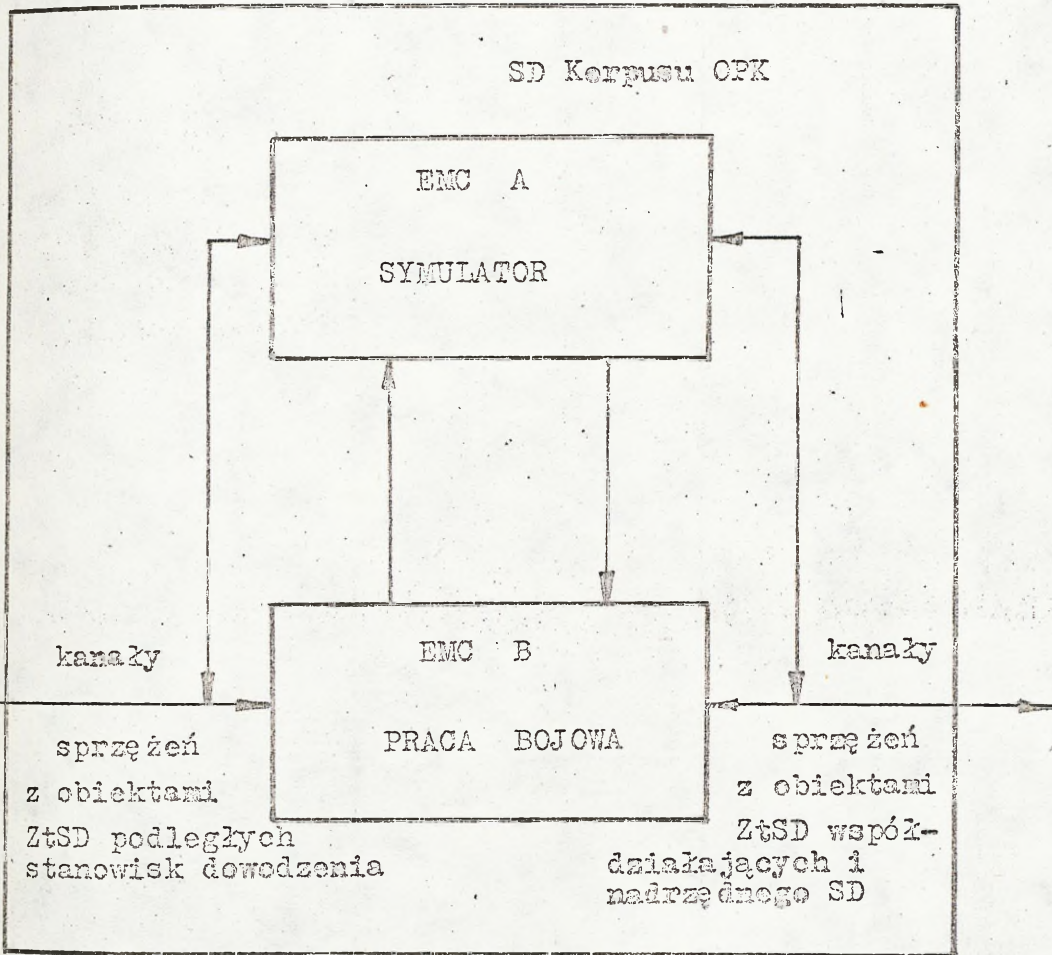 SD Korpusu OPK
EMC A
SYMULATOR
EMC B
PRACA BOJOWA
kanały
sprzężeń
z obiektami
ZtSD podległych
stanowisk dowodzenia
kanały
sprzężeń
z obiektami
ZtSD współ-
działających i
nadrzędnego SD